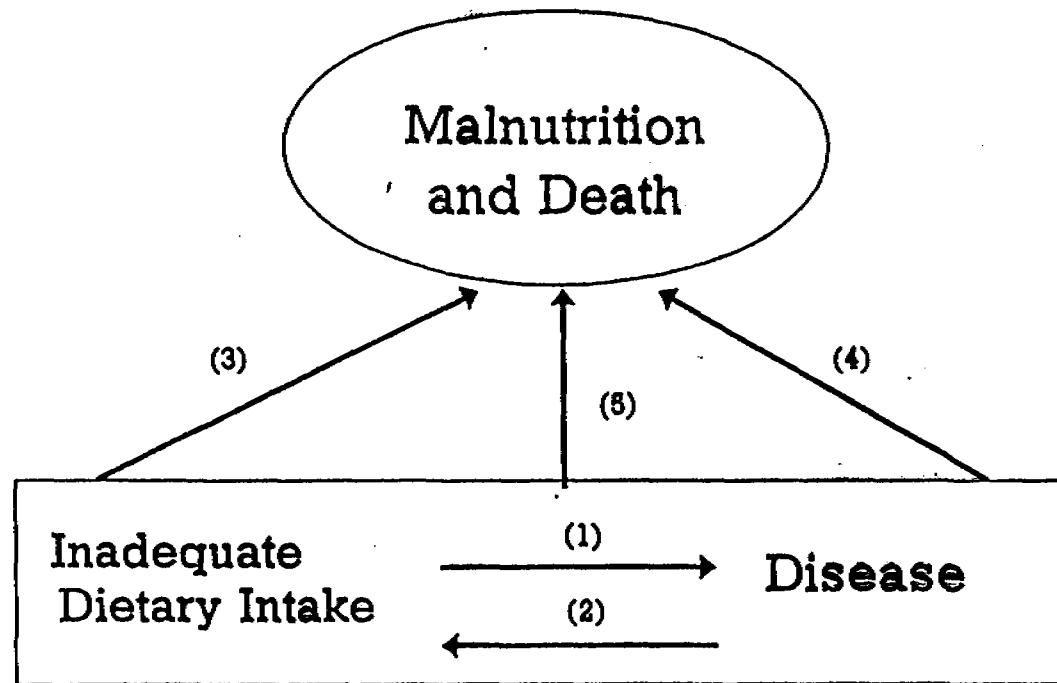 Malnutrition
and Death
(3)
(4)
(5)
Inadequate
Dietary Intake
(1)
(2)
Disease